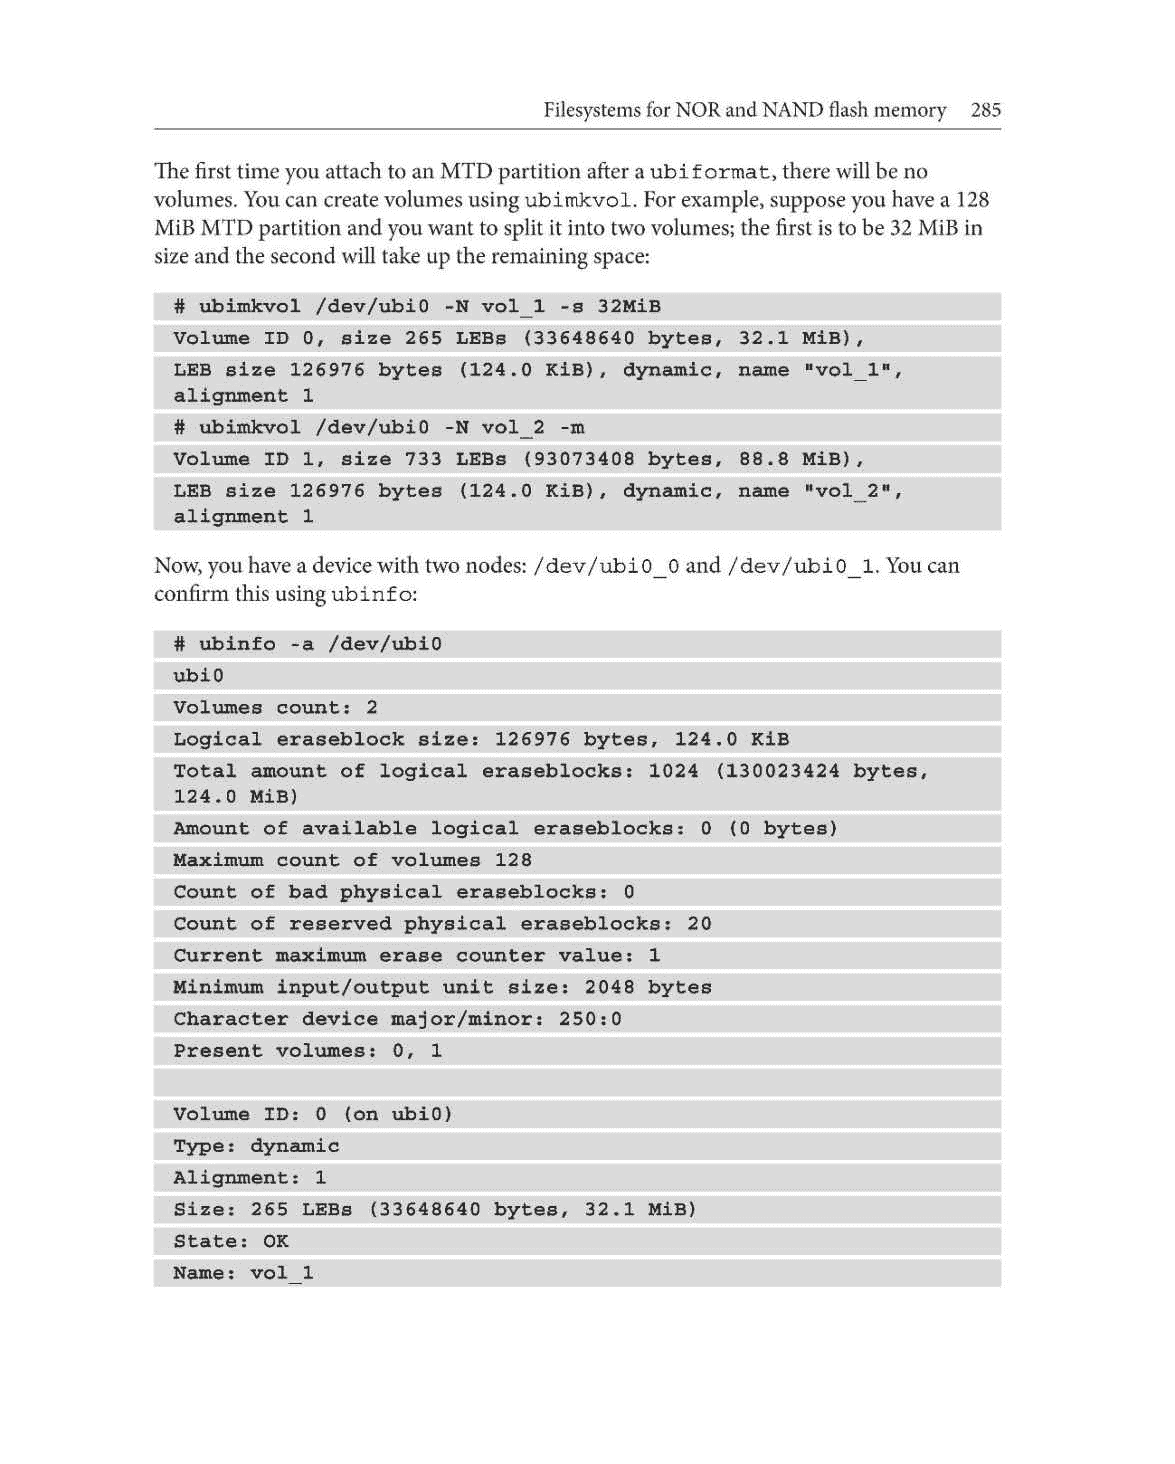 Filesystems for NOR and NAND flash memory 285
The first time you attach to an MTD partition after a ubiformat, there will be no
volumes. You can create volumes using ubimkvol. For example, suppose you have a 128
MiB MTD partition and you want to split it into two volumes; the first is to be 32 MiB in
size and the second will take up the remaining space:
# ubimkvol /dev/ubi0 -N vol_1 -s 32MiB
Volume ID 0, size 265 LEBs (33648640 bytes, 32.1 MiB),
LEB size 126976 bytes (124.0 KiB), dynamic, name "vol_1",
alignment 1
# ubimkvol /dev/ubi0 -N vol_2 -m
Volume ID 1, size 733 LEBs (93073408 bytes, 88.8 MiB),
LEB size 126976 bytes (124.0 KiB), dynamic, name "vol_2",
alignment 1
Now, you have a device with two nodes: /dev/ubi0_0 and /dev/ubi0_1. You can
confirm this using ubinfo:
# ubinfo -a /dev/ubi0
ubi0
Volumes count: 2
Logical eraseblock size: 126976 bytes, 124.0 KiB
Total amount of logical eraseblocks: 1024 (130023424 bytes,
124.0 MiB)
Amount of available logical eraseblocks: 0 (0 bytes)
Maximum count of volumes 128
Count of bad physical eraseblocks: 0
Count of reserved physical eraseblocks: 20
Current maximum erase counter value: 1
Minimum input/output unit size: 2048 bytes
Character device major/minor: 250:0
Present volumes: 0, 1
Volume ID: 0 (on ubi0)
Type: dynamic
Alignment: 1
Size: 265 LEBs (33648640 bytes, 32.1 MiB)
State: OK
Name: vol_1